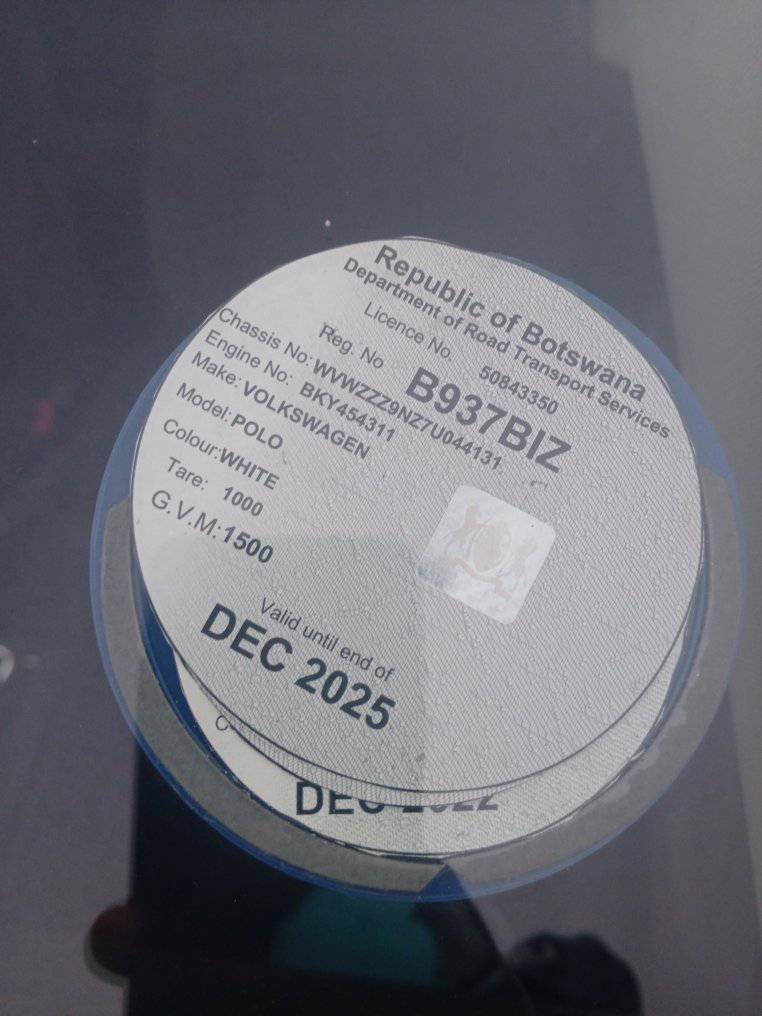 Republic of Botswana
Department of Road Transport Services
Licence No. 50843350
Reg. No B937BIZ
Chassis No: WVWZZZ9NZ7U044131
Engine No: BKY454311
Make: VOLKSWAGEN
Model: POLO
Colour: WHITE
Tare: 1000
G.V.M: 1500
Valid until end of
DEC 2025
DEC 2022